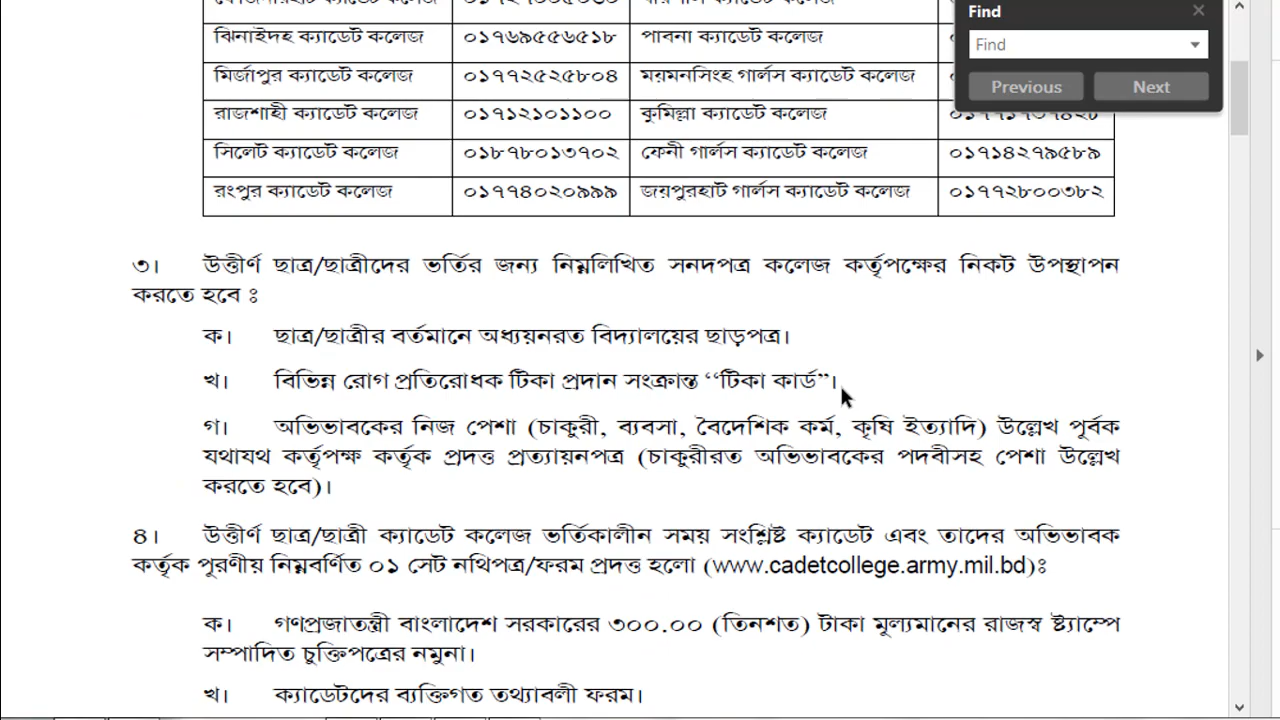 Find
Find
Previous Next
ঝিনাইদহ ক্যাডেট কলেজ ০১৭৬৯৫৫৬৫১৮ পাবনা ক্যাডেট কলেজ
মির্জাপুর ক্যাডেট কলেজ ০১৭৭২৫২৫৮০৪ ময়মনসিংহ গার্লস ক্যাডেট কলেজ
রাজশাহী ক্যাডেট কলেজ ০১৭১২১০১১০০ কুমিল্লা ক্যাডেট কলেজ
সিলেট ক্যাডেট কলেজ ০১৮৭৮০১৩৭০২ ফেনী গার্লস ক্যাডেট কলেজ ০১৭১৪২৭৯৫৮৯
রংপুর ক্যাডেট কলেজ ০১৭৭৪০২০৯৯৯ জয়পুরহাট গার্লস ক্যাডেট কলেজ ০১৭৭২৮০০৩৮২
৩। উত্তীর্ণ ছাত্র/ছাত্রীদের ভর্তির জন্য নিম্নলিখিত সনদপত্র কলেজ কর্তৃপক্ষের নিকট উপস্থাপন
করতে হবে ঃ
ক। ছাত্র/ছাত্রীর বর্তমানে অধ্যয়নরত বিদ্যালয়ের ছাড়পত্র।
খ। বিভিন্ন রোগ প্রতিরোধক টিকা প্রদান সংক্রান্ত ‘‘টিকা কার্ড”।
গ। অভিভাবকের নিজ পেশা (চাকুরী, ব্যবসা, বৈদেশিক কর্ম, কৃষি ইত্যাদি) উল্লেখ পূর্বক
যথাযথ কর্তৃপক্ষ কর্তৃক প্রদত্ত প্রত্যায়নপত্র (চাকুরীরত অভিভাবকের পদবীসহ পেশা উল্লেখ
করতে হবে)।
৪। উত্তীর্ণ ছাত্র/ছাত্রী ক্যাডেট কলেজ ভর্তিকালীন সময় সংশ্লিষ্ট ক্যাডেট এবং তাদের অভিভাবক
কর্তৃক পুরণীয় নিম্নবর্ণিত ০১ সেট নথিপত্র/ফরম প্রদত্ত হলো (www.cadetcollege.army.mil.bd)ঃ
ক। গণপ্রজাতন্ত্রী বাংলাদেশ সরকারের ৩০০.০০ (তিনশত) টাকা মুল্যমানের রাজস্ব ষ্ট্যাম্পে
সম্পাদিত চুক্তিপত্রের নমুনা।
খ। ক্যাডেটদের ব্যক্তিগত তথ্যাবলী ফরম।